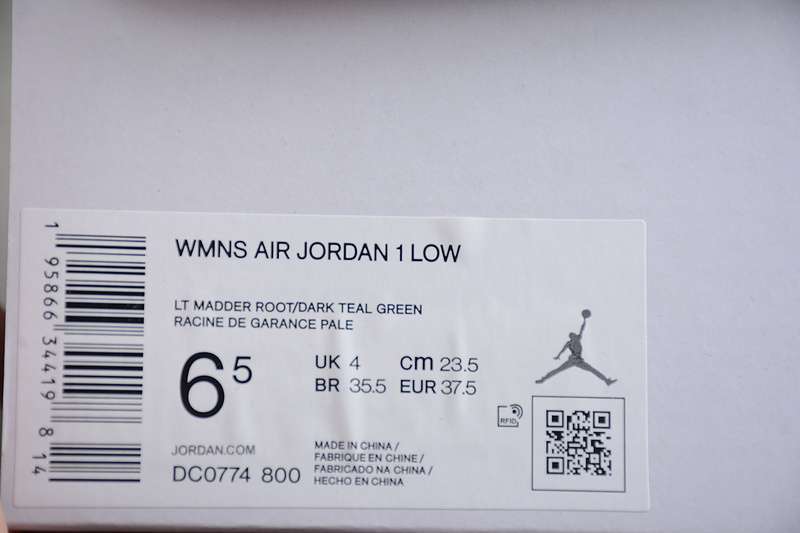 1 95866 34419 8 14
WMNS AIR JORDAN 1 LOW
LT MADDER ROOT/DARK TEAL GREEN
RACINE DE GARANCE PALE
6 5
UK 4 cm 23.5
BR 35.5 EUR 37.5
RFID
JORDAN.COM
DC0774 800
MADE IN CHINA /
FABRIQUE EN CHINE /
FABRICADO NA CHINA /
HECHO EN CHINA